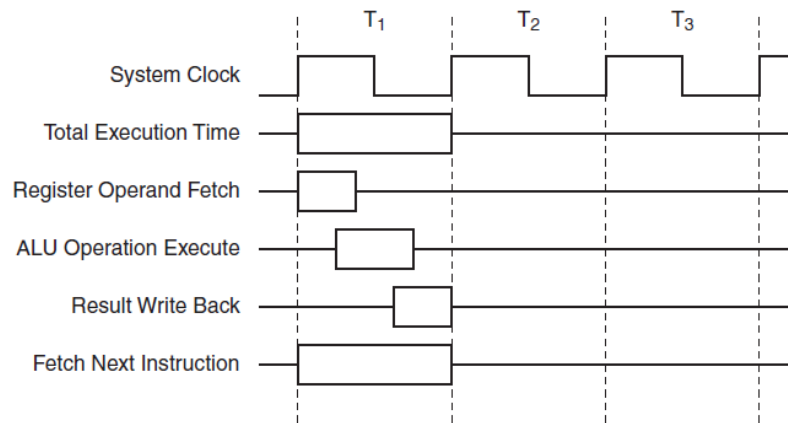 T1 T2 T3
System Clock
Total Execution Time
Register Operand Fetch
ALU Operation Execute
Result Write Back
Fetch Next Instruction